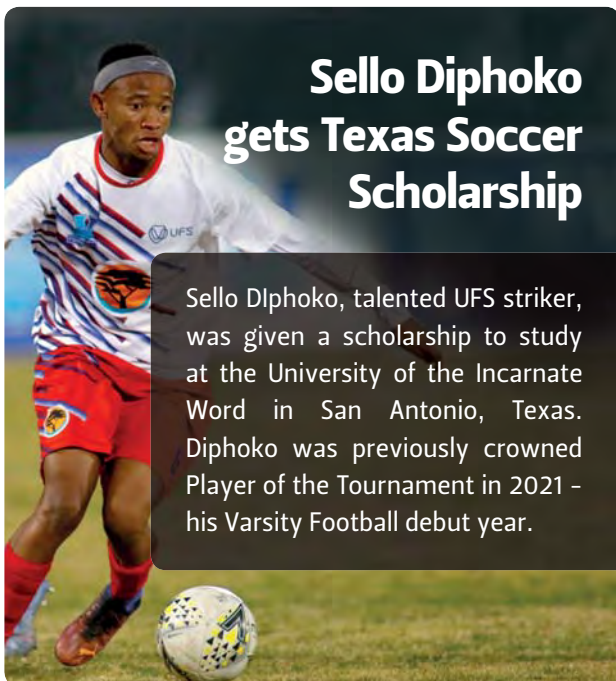 Sello Diphoko
gets Texas Soccer
Scholarship
UFS
Sello DIphoko, talented UFS striker,
was given a scholarship to study
at the University of the Incarnate
Word in San Antonio, Texas.
Diphoko was previously crowned
Player of the Tournament in 2021 –
his Varsity Football debut year.